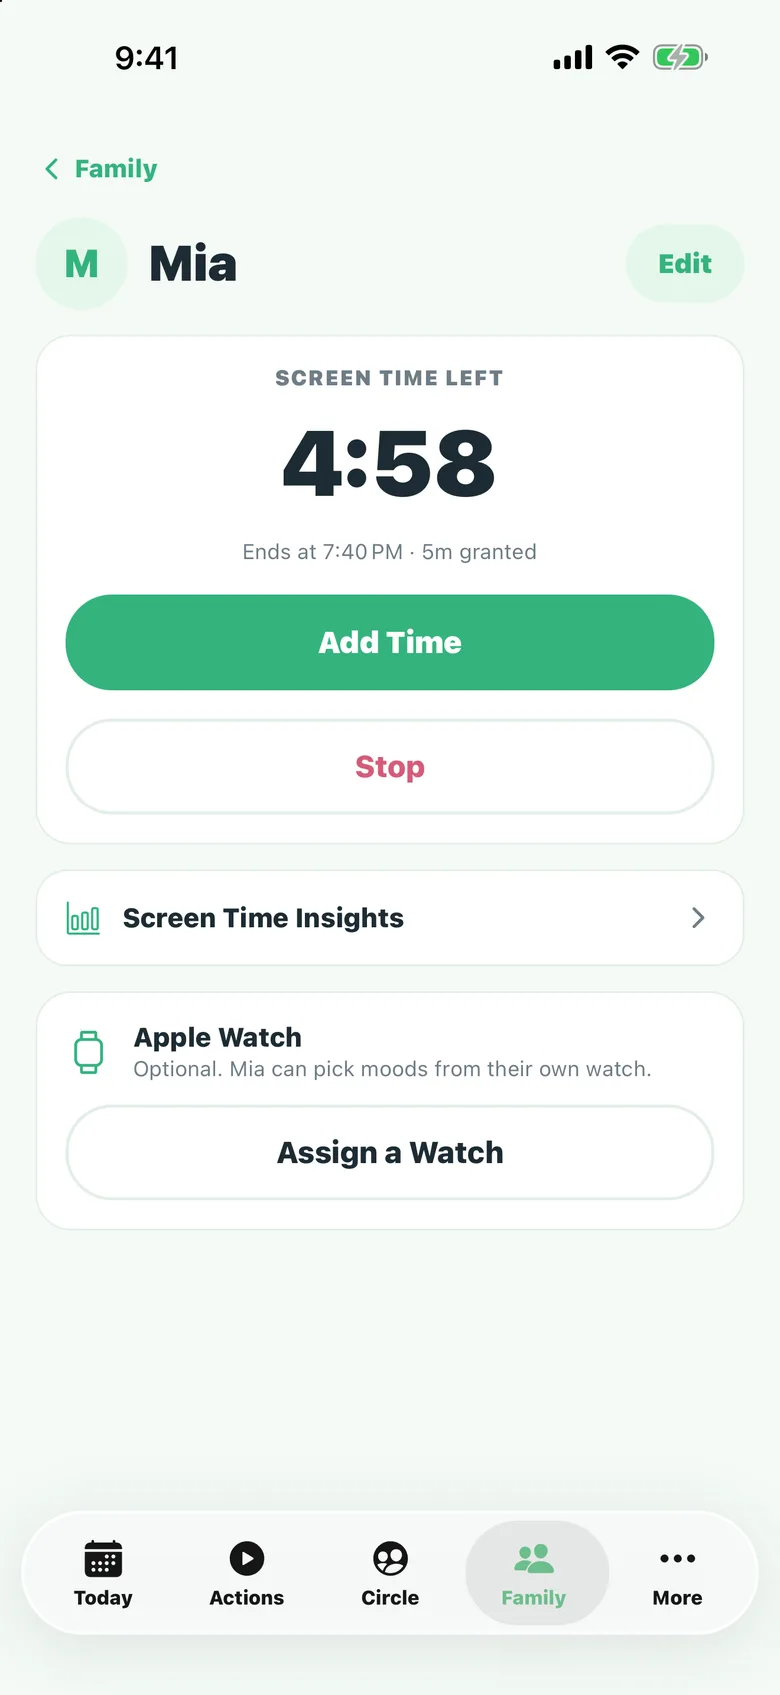 9:41
Family
M
Mia
Edit
SCREEN TIME LEFT
4:58
Ends at 7:40 PM · 5m granted
Add Time
Stop
Screen Time Insights
Apple Watch
Optional. Mia can pick moods from their own watch.
Assign a Watch
Today
Actions
Circle
Family
More